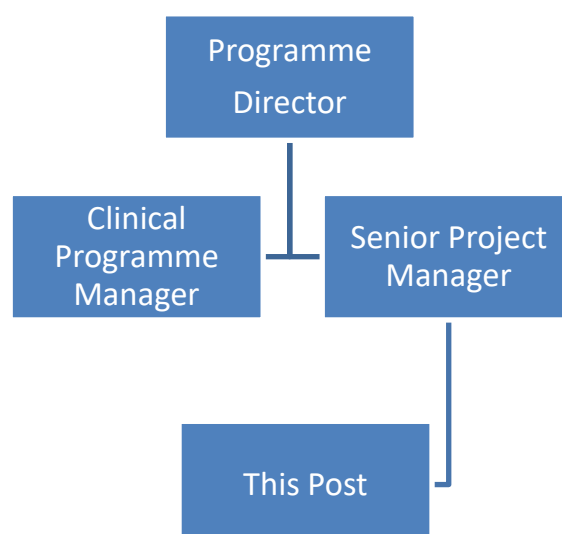 Programme
Director
Clinical
Programme
Manager
Senior Project
Manager
This Post